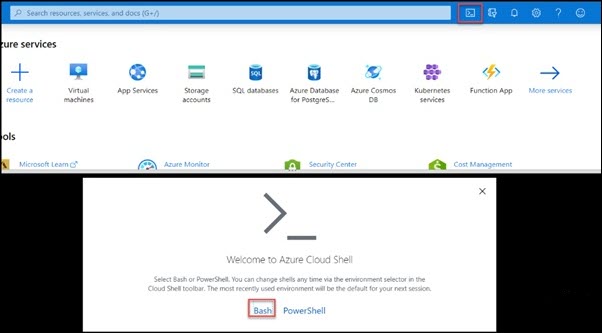 Search resources, services, and docs (G+/)
zure services
Create a
resource
Virtual
machines
App Services
Storage
accounts
SQL databases
Azure Database
for PostgreS...
Azure Cosmos
DB
Kubernetes
services
Function App
More services
ools
Microsoft Learn
Azure Monitor
Security Center
Cost Management
Welcome to Azure Cloud Shell
Select Bash or PowerShell. You can change shells any time via the environment selector in the
Cloud Shell toolbar. The most recently used environment will be the default for your next session.
Bash PowerShell